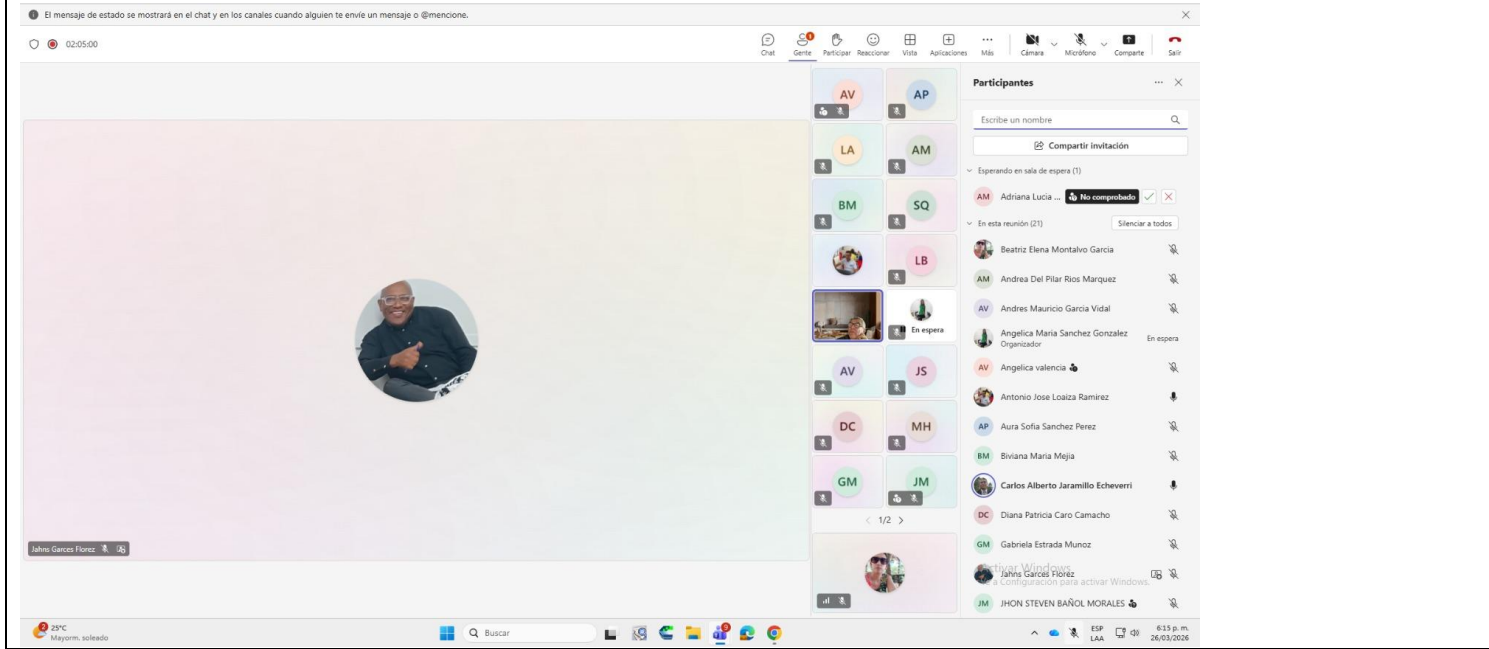 El mensaje de estado se mostrará en el chat y en los canales cuando alguien te envíe un mensaje o @mencione.
02:05:00
Chat
Gente
1
Participar
Reaccionar
Vista
Aplicaciones
Más
Cámara
Micrófono
Comparte
Salir
AV
AP
LA
AM
BM
SQ
LB
En espera
AV
JS
DC
MH
GM
JM
1/2
Jahns Garces Florez
Participantes
Escribe un nombre
Compartir invitación
Esperando en sala de espera (1)
AM Adriana Lucia ... No comprobado
En esta reunión (21) Silenciar a todos
Beatriz Elena Montalvo Garcia
AM Andrea Del Pilar Rios Marquez
AV Andres Mauricio Garcia Vidal
Angelica Maria Sanchez Gonzalez
Organizador
En espera
AV Angelica valencia
Antonio Jose Loaiza Ramirez
AP Aura Sofia Sanchez Perez
BM Biviana Maria Mejia
Carlos Alberto Jaramillo Echeverri
DC Diana Patricia Caro Camacho
GM Gabriela Estrada Munoz
Activar Windows
Jahns Garces Florez
a Configuración para activar Windows.
JM JHON STEVEN BAÑOL MORALES
2
25°C
Mayorm. soleado
Buscar
ESP
LAA
6:15 p. m.
26/03/2026